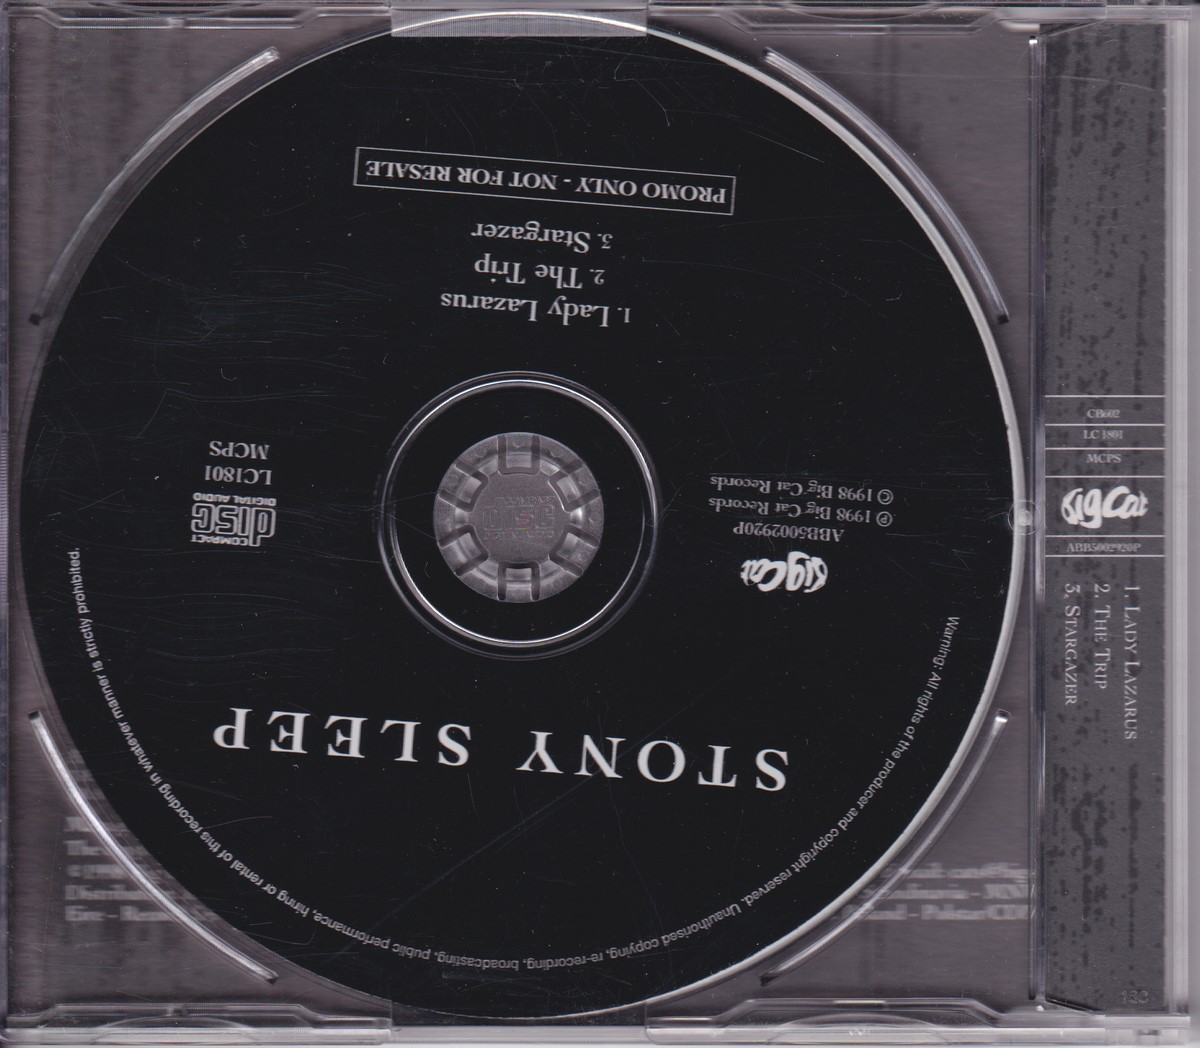 STONY SLEEP
BigCat
ABB5002920P
℗ 1998 Big Cat Records
© 1998 Big Cat Records
COMPACT
disc
DIGITAL AUDIO
LC1801
MCPS
1. Lady Lazarus
2. The Trip
3. Stargazer
PROMO ONLY - NOT FOR RESALE
Warning: All rights of the producer and copyright reserved. Unauthorised copying, re-recording, broadcasting, public performance, hiring or rental of this recording in whatever manner is strictly prohibited.
CB602
LC 1801
MCPS
BigCat
ABB5002920P
1. LADY LAZARUS
2. THE TRIP
3. STARGAZER